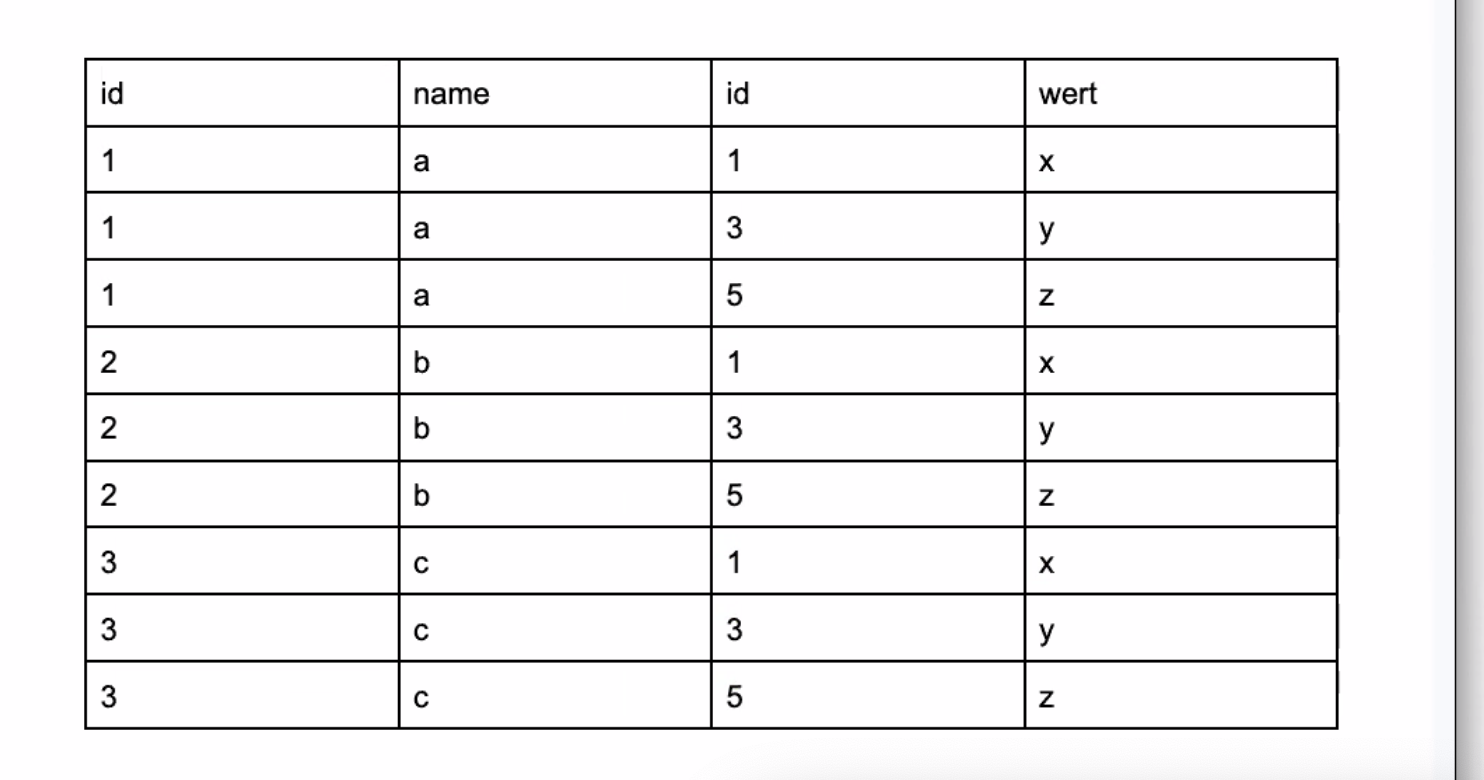 id name id wert
1 a 1 x
1 a 3 y
1 a 5 z
2 b 1 x
2 b 3 y
2 b 5 z
3 c 1 x
3 c 3 y
3 c 5 z